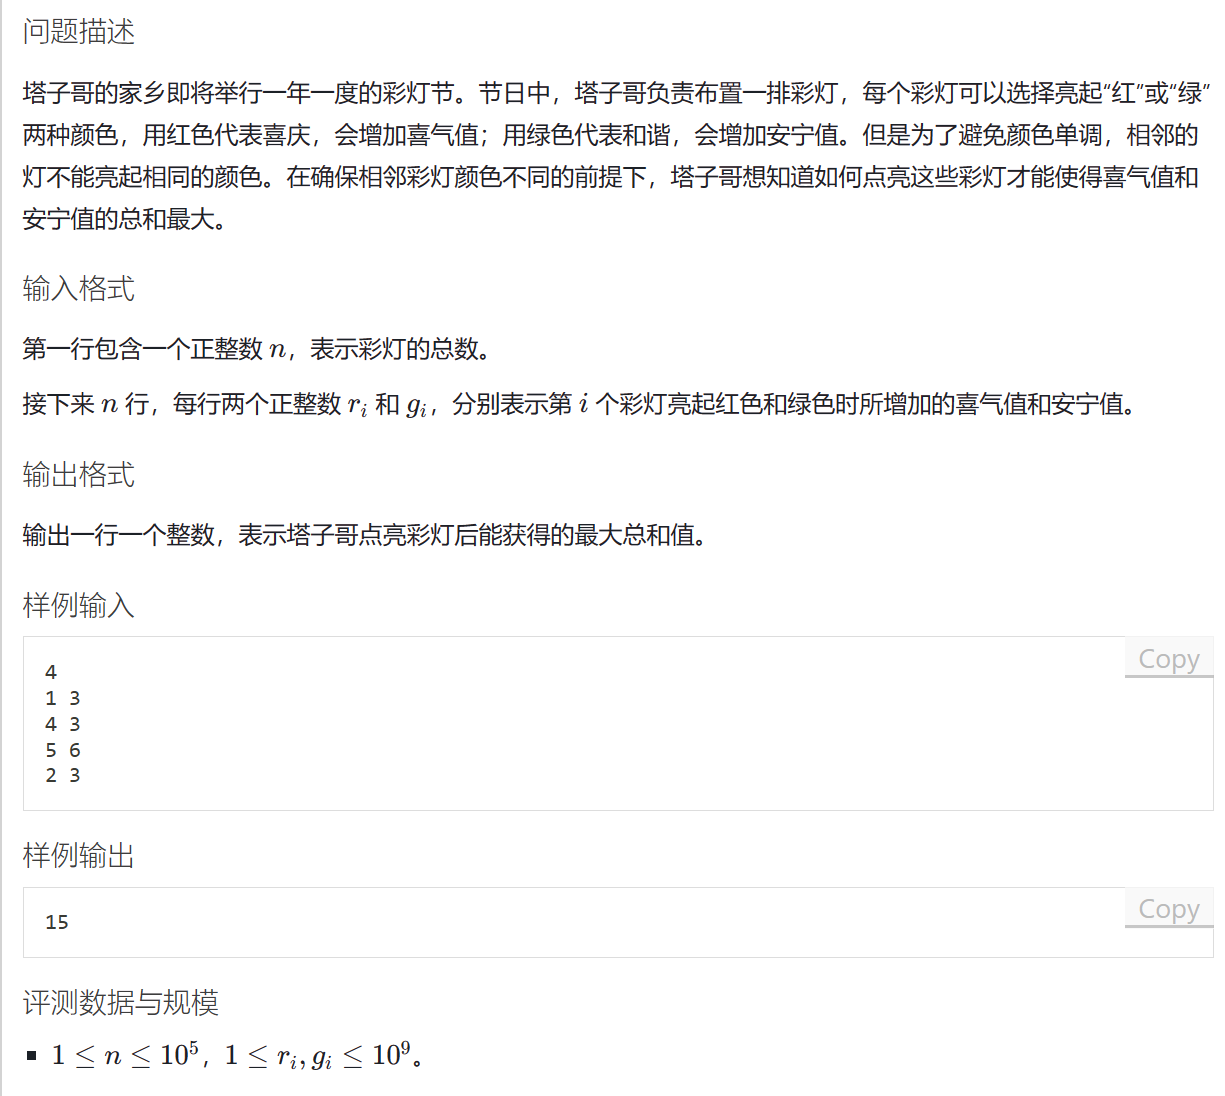 问题描述
塔子哥的家乡即将举行一年一度的彩灯节。节日中，塔子哥负责布置一排彩灯，每个彩灯可以选择亮起“红”或“绿”
两种颜色，用红色代表喜庆，会增加喜气值；用绿色代表和谐，会增加安宁值。但是为了避免颜色单调，相邻的
灯不能亮起相同的颜色。在确保相邻彩灯颜色不同的前提下，塔子哥想知道如何点亮这些彩灯才能使得喜气值和
安宁值的总和最大。
输入格式
第一行包含一个正整数 n，表示彩灯的总数。
接下来 n 行，每行两个正整数 r_i 和 g_i，分别表示第 i 个彩灯亮起红色和绿色时所增加的喜气值和安宁值。
输出格式
输出一行一个整数，表示塔子哥点亮彩灯后能获得的最大总和值。
样例输入
Copy
4
1 3
4 3
5 6
2 3
样例输出
Copy
15
评测数据与规模
1 ≤ n ≤ 10^5，1 ≤ r_i, g_i ≤ 10^9。